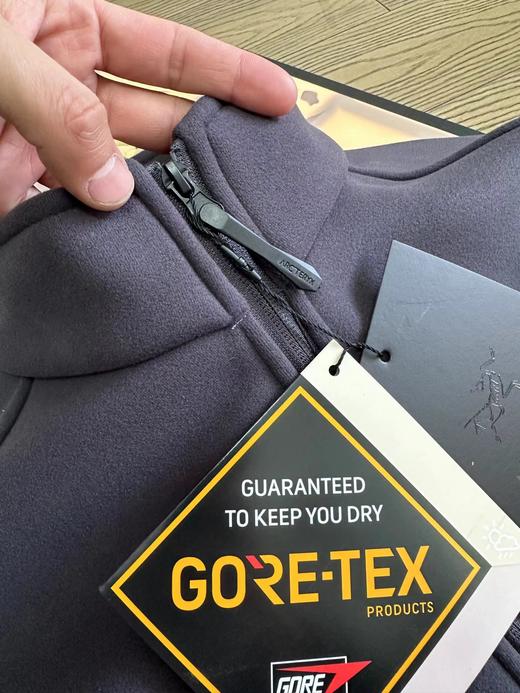 ARC'TERYX
GUARANTEED
TO KEEP YOU DRY
GORE-TEX
PRODUCTS
GORE